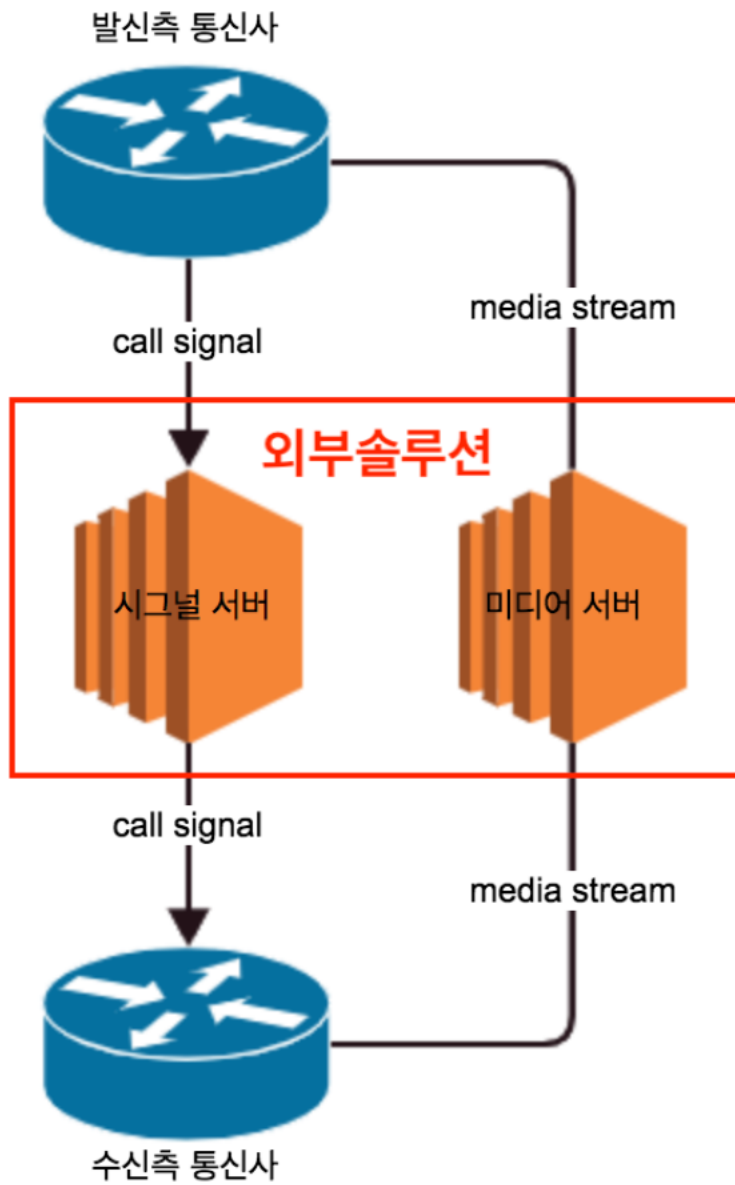 발신측 통신사
media stream
call signal
외부솔루션
시그널 서버
미디어 서버
call signal
media stream
수신측 통신사